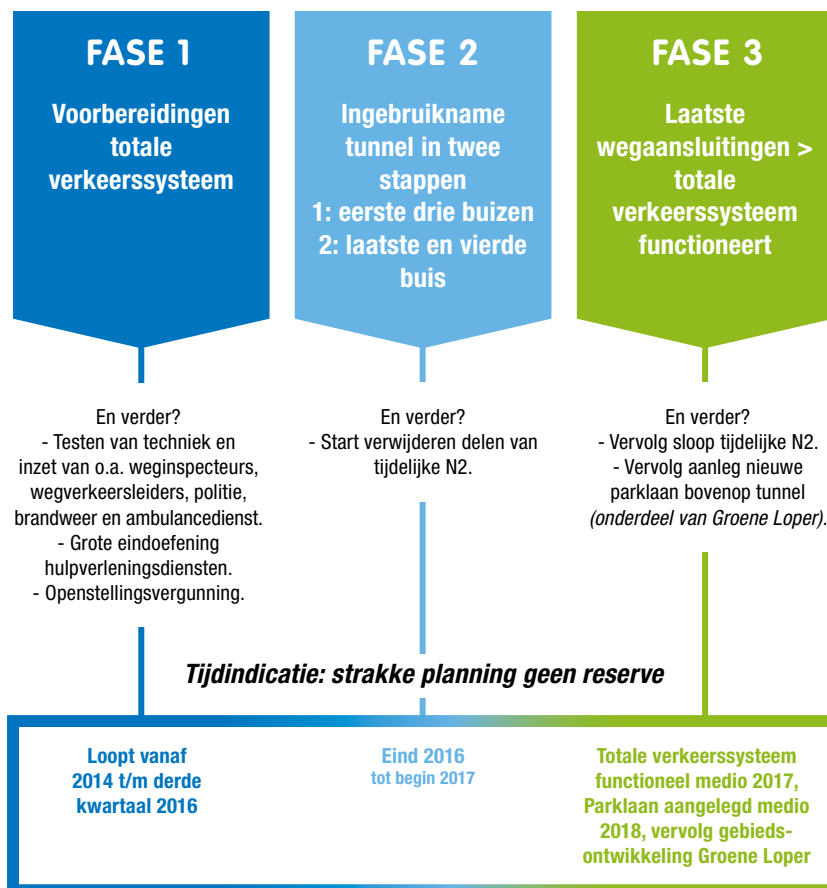 FASE 1
Voorbereidingen
totale
verkeerssysteem
En verder?
- Testen van techniek en
inzet van o.a. weginspecteurs,
wegverkeersleiders, politie,
brandweer en ambulancedienst.
- Grote eindoefening
hulpverleningsdiensten.
- Openstellingsvergunning.
FASE 2
Ingebruikname
tunnel in twee
stappen
1: eerste drie buizen
2: laatste en vierde
buis
En verder?
- Start verwijderen delen van
tijdelijke N2.
FASE 3
Laatste
wegaansluitingen >
totale
verkeerssysteem
functioneert
En verder?
- Vervolg sloop tijdelijke N2.
- Vervolg aanleg nieuwe
parklaan bovenop tunnel
(onderdeel van Groene Loper).
Tijdindicatie: strakke planning geen reserve
Loopt vanaf
2014 t/m derde
kwartaal 2016
Eind 2016
tot begin 2017
Totale verkeerssysteem
functioneel medio 2017,
Parklaan aangelegd medio
2018, vervolg gebieds-
ontwikkeling Groene Loper